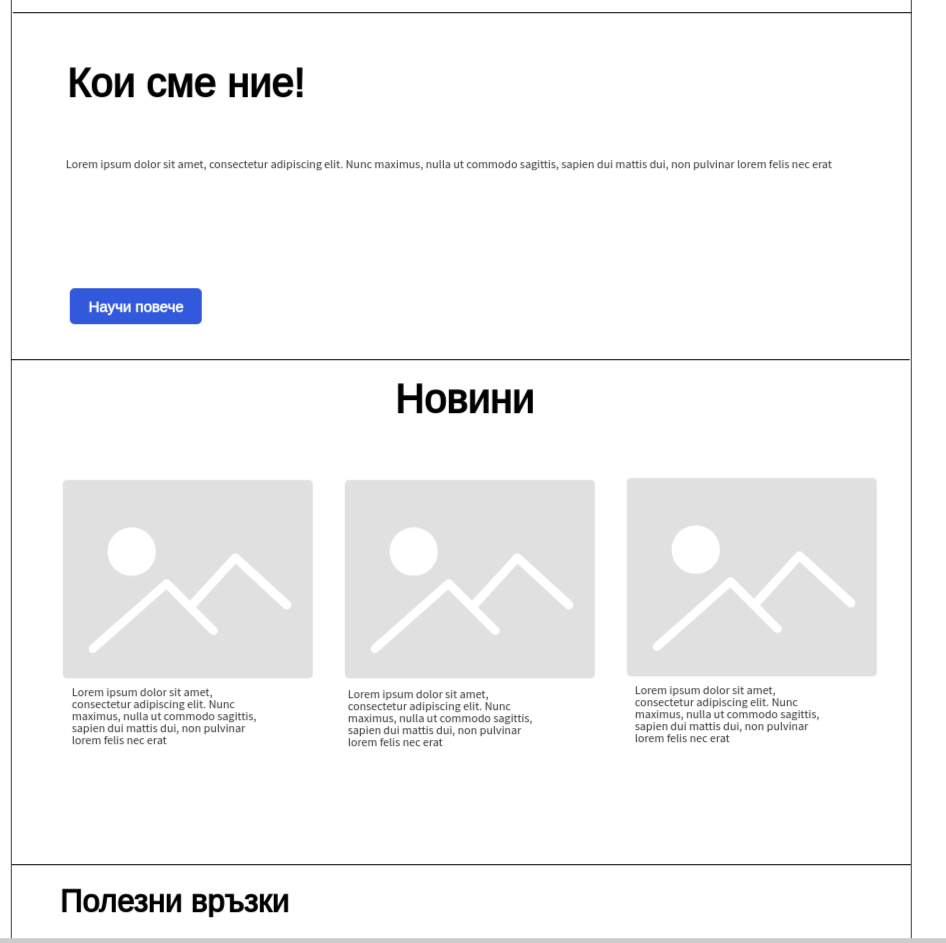 Кои сме ние!
Lorem ipsum dolor sit amet, consectetur adipiscing elit. Nunc maximus, nulla ut commodo sagittis, sapien dui mattis dui, non pulvinar lorem felis nec erat
Научи повече
Новини
Lorem ipsum dolor sit amet,
consectetur adipiscing elit. Nunc
maximus, nulla ut commodo sagittis,
sapien dui mattis dui, non pulvinar
lorem felis nec erat
Lorem ipsum dolor sit amet,
consectetur adipiscing elit. Nunc
maximus, nulla ut commodo sagittis,
sapien dui mattis dui, non pulvinar
lorem felis nec erat
Lorem ipsum dolor sit amet,
consectetur adipiscing elit. Nunc
maximus, nulla ut commodo sagittis,
sapien dui mattis dui, non pulvinar
lorem felis nec erat
Полезни връзки